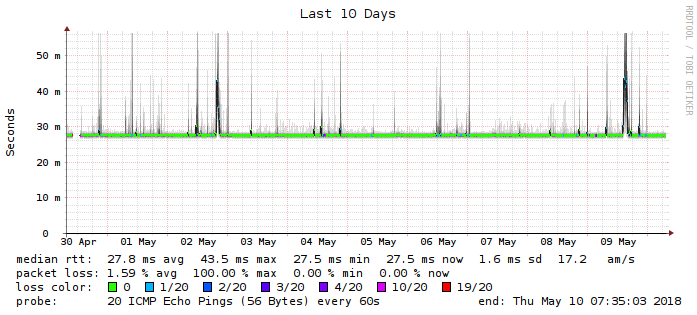 Last 10 Days
RRDTOOL / TOBI OETIKER
Seconds
50 m
40 m
30 m
20 m
10 m
0
30 Apr 01 May 02 May 03 May 04 May 05 May 06 May 07 May 08 May 09 May
median rtt: 27.8 ms avg 43.5 ms max 27.5 ms min 27.5 ms now 1.6 ms sd 17.2 am/s
packet loss: 1.59 % avg 100.00 % max 0.00 % min 0.00 % now
loss color: 0 1/20 2/20 3/20 4/20 10/20 19/20
probe: 20 ICMP Echo Pings (56 Bytes) every 60s end: Thu May 10 07:35:03 2018